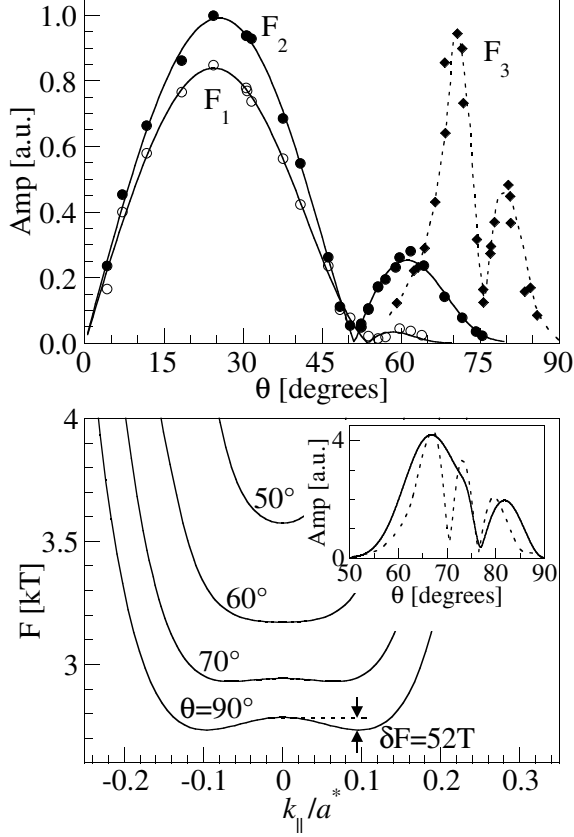 1.0
0.8
0.6
0.4
0.2
0.0
Amp [a.u.]
F2
F1
F3
0 15 30 45 60 75 90
θ [degrees]
4
3.5
3
F [kT]
50°
60°
70°
θ=90°
δF=52T
-0.2 -0.1 0 0.1 0.2 0.3
k||/a*
4
0
Amp [a.u.]
50 60 70 80 90
θ [degrees]